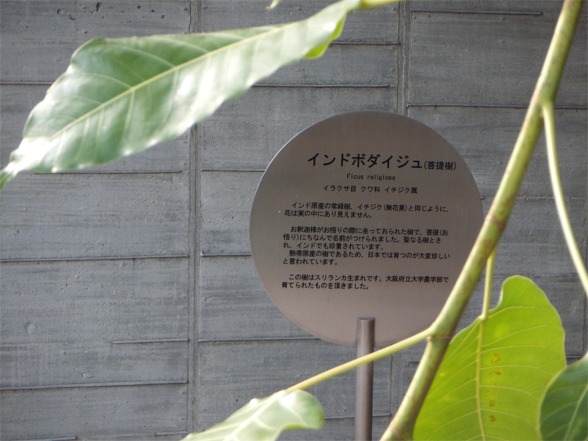 インドボダイジュ(菩提樹)
Ficus religiosa
イラクサ目 クワ科 イチジク属
インド原産の常緑樹、イチジク(無花果)と同じように、
花は実の中にあり見えません。
お釈迦様がお悟りの際に坐っておられた樹で、菩提(お
悟り)にちなんで名前がつけられました。聖なる樹とさ
れ、インドでも珍重されています。
熱帯原産の樹であるため、日本では育つのが大変珍しい
と言われています。
この樹はスリランカ生まれです。大阪府立大学農学部で
育てられたものを頂きました。